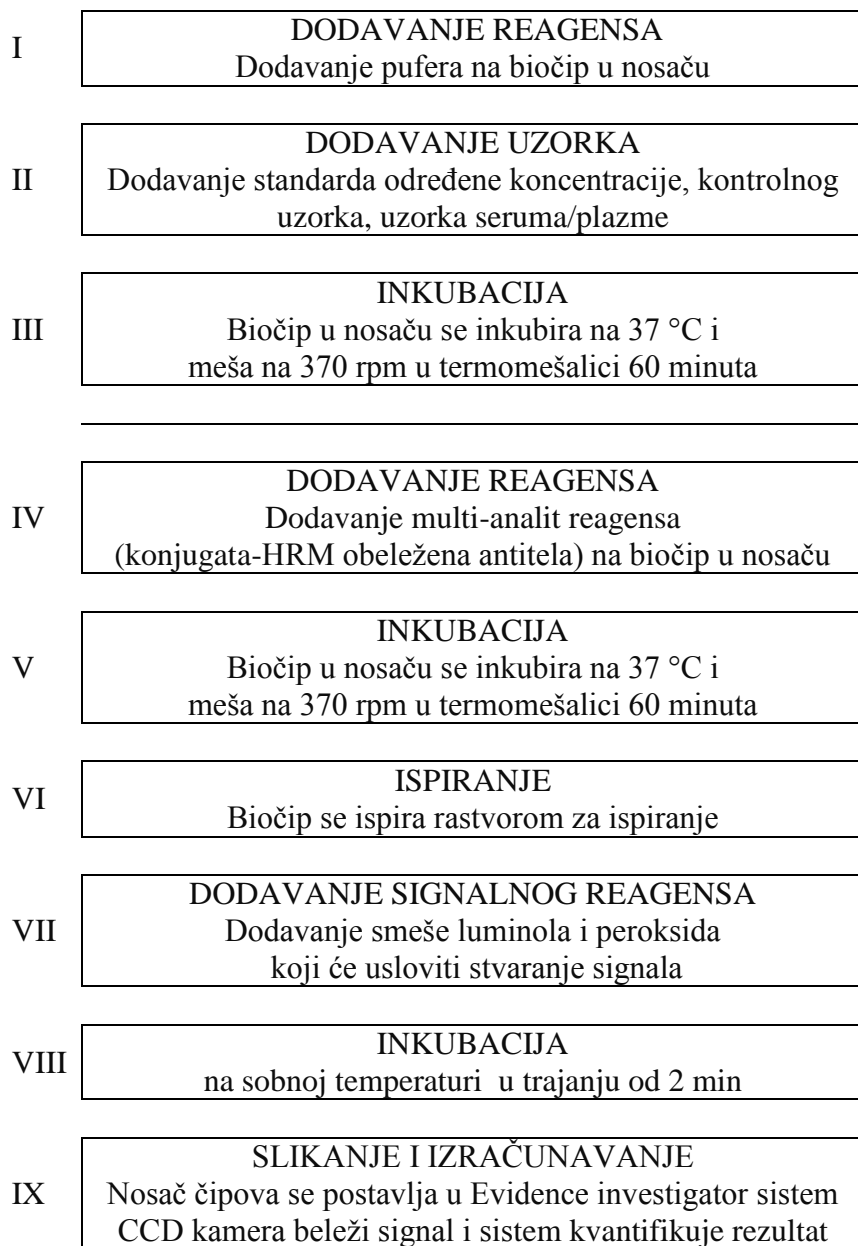 I
DODAVANJE REAGENSA
Dodavanje pufera na biočip u nosaču
II
DODAVANJE UZORKA
Dodavanje standarda određene koncentracije, kontrolnog
uzorka, uzorka seruma/plazme
III
INKUBACIJA
Biočip u nosaču se inkubira na 37 °C i
meša na 370 rpm u termomešalici 60 minuta
IV
DODAVANJE REAGENSA
Dodavanje multi-analit reagensa
(konjugata-HRM obeležena antitela) na biočip u nosaču
V
INKUBACIJA
Biočip u nosaču se inkubira na 37 °C i
meša na 370 rpm u termomešalici 60 minuta
VI
ISPIRANJE
Biočip se ispira rastvorom za ispiranje
VII
DODAVANJE SIGNALNOG REAGENSA
Dodavanje smeše luminola i peroksida
koji će usloviti stvaranje signala
VIII
INKUBACIJA
na sobnoj temperaturi u trajanju od 2 min
IX
SLIKANJE I IZRAČUNAVANJE
Nosač čipova se postavlja u Evidence investigator sistem
CCD kamera beleži signal i sistem kvantifikuje rezultat